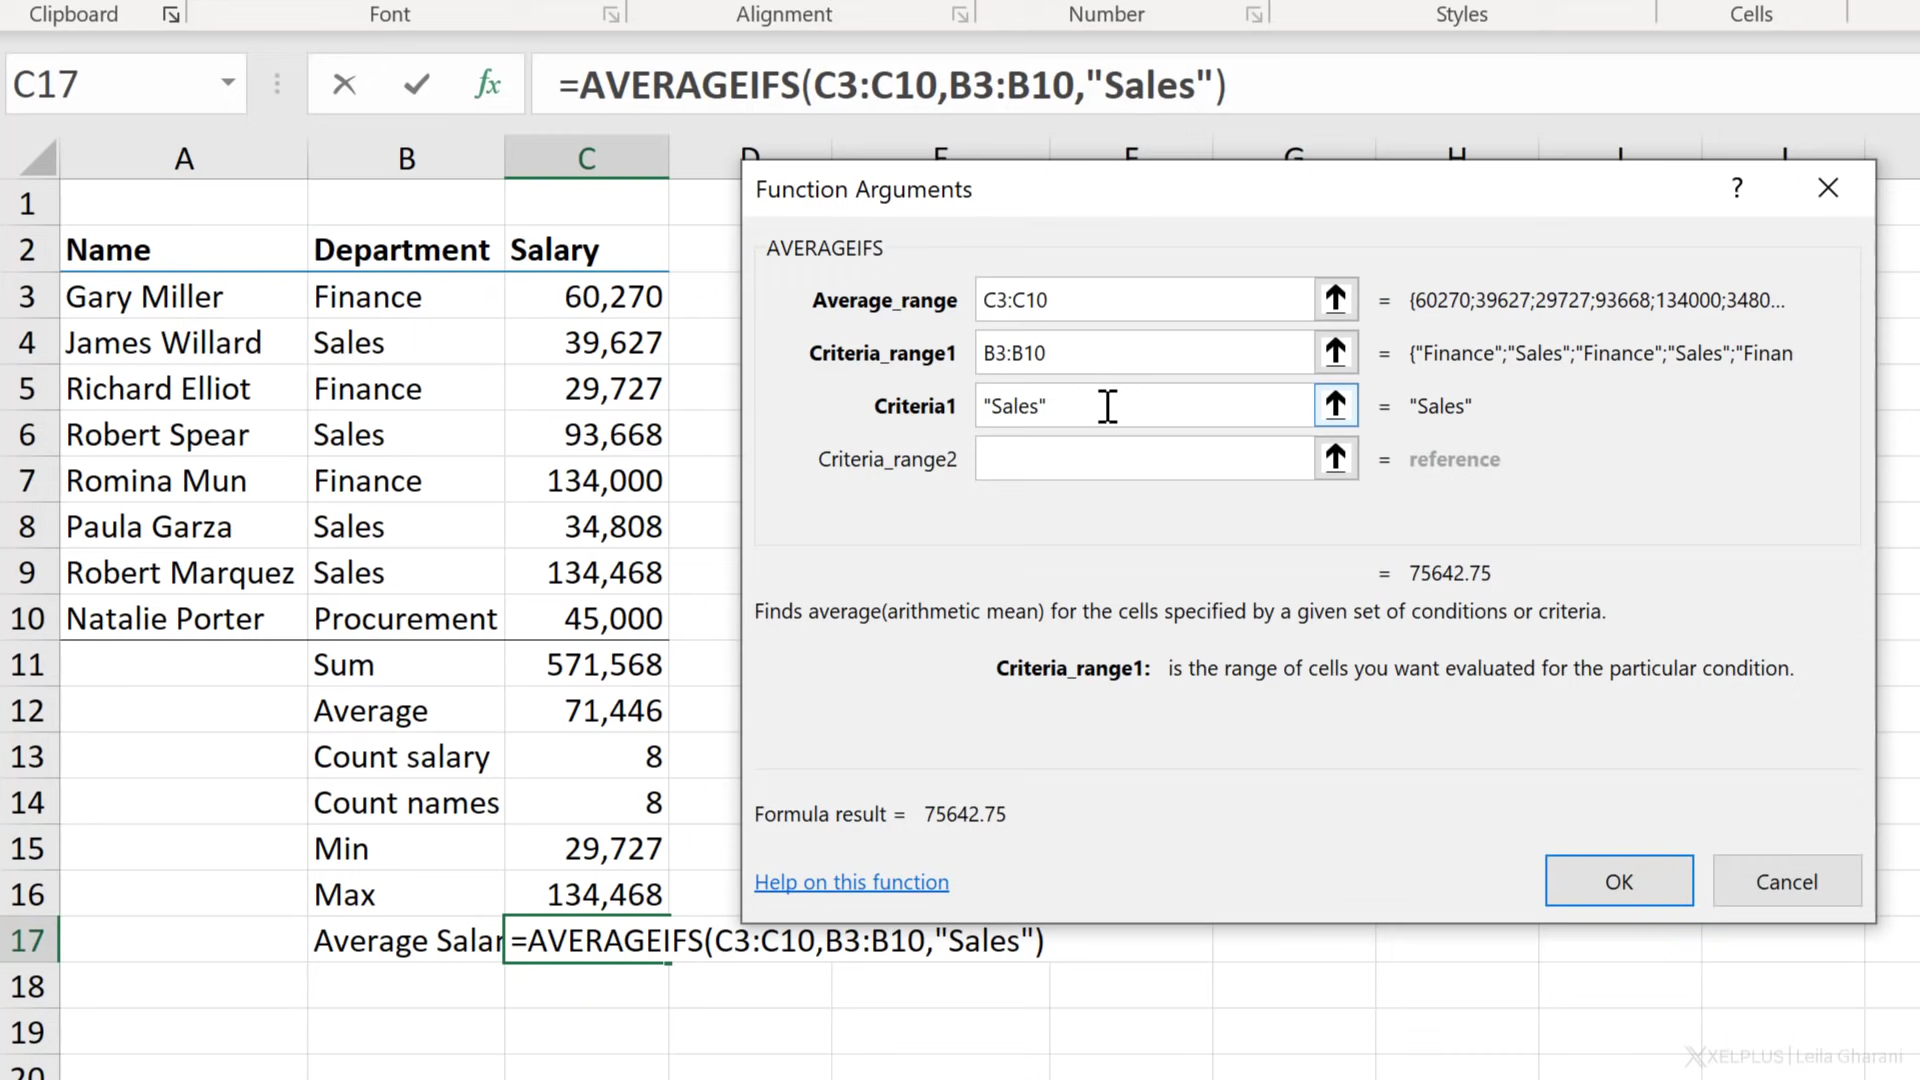 Clipboard Font Alignment Number Styles Cells
C17 fx =AVERAGEIFS(C3:C10,B3:B10,"Sales")
A B C
1
2 Name Department Salary
3 Gary Miller Finance 60,270
4 James Willard Sales 39,627
5 Richard Elliot Finance 29,727
6 Robert Spear Sales 93,668
7 Romina Mun Finance 134,000
8 Paula Garza Sales 34,808
9 Robert Marquez Sales 134,468
10 Natalie Porter Procurement 45,000
11 Sum 571,568
12 Average 71,446
13 Count salary 8
14 Count names 8
15 Min 29,727
16 Max 134,468
17 Average Salar =AVERAGEIFS(C3:C10,B3:B10,"Sales")
18
19
20
Function Arguments ?
AVERAGEIFS
Average_range C3:C10 = {60270;39627;29727;93668;134000;3480...
Criteria_range1 B3:B10 = {"Finance";"Sales";"Finance";"Sales";"Finan
Criteria1 "Sales" = "Sales"
Criteria_range2 = reference
= 75642.75
Finds average(arithmetic mean) for the cells specified by a given set of conditions or criteria.
Criteria_range1: is the range of cells you want evaluated for the particular condition.
Formula result = 75642.75
Help on this function OK Cancel
XELPLUS | Leila Gharani